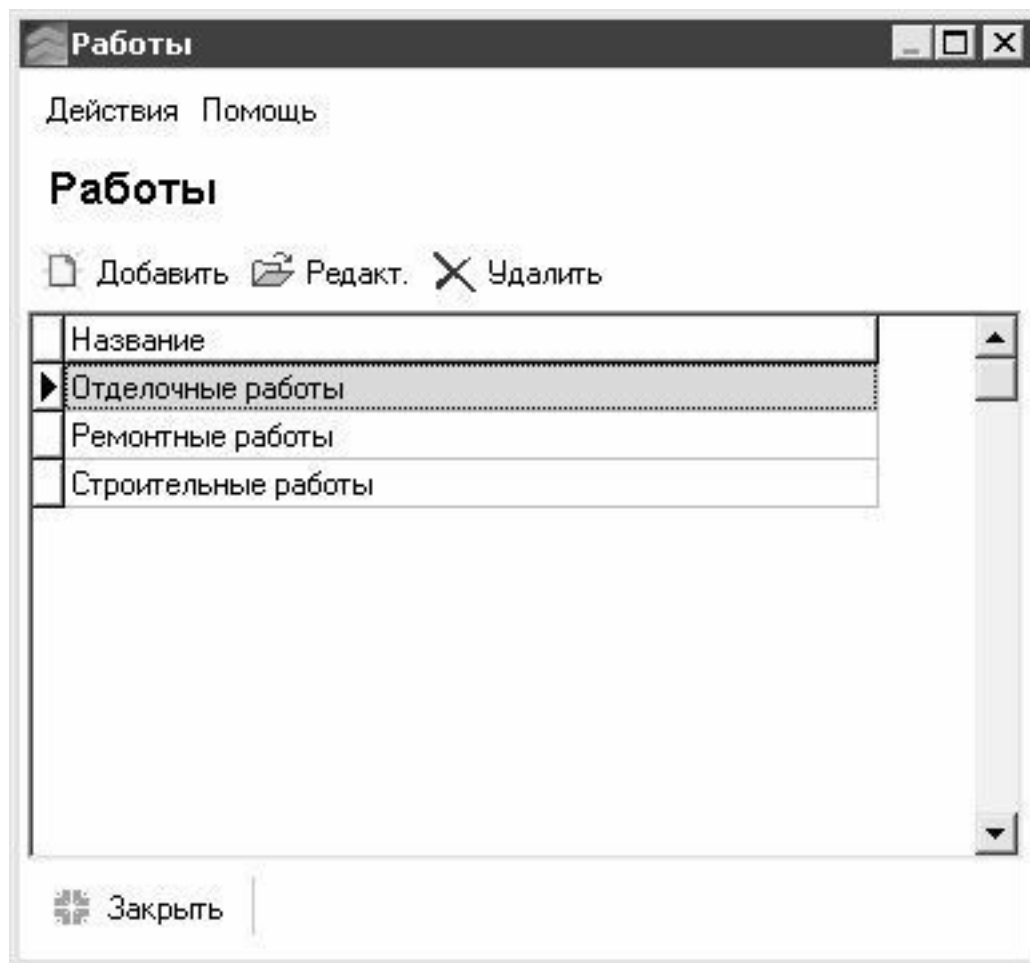 Работы
Действия Помощь
Работы
Добавить Редакт. Удалить
Название
Отделочные работы
Ремонтные работы
Строительные работы
Закрыть